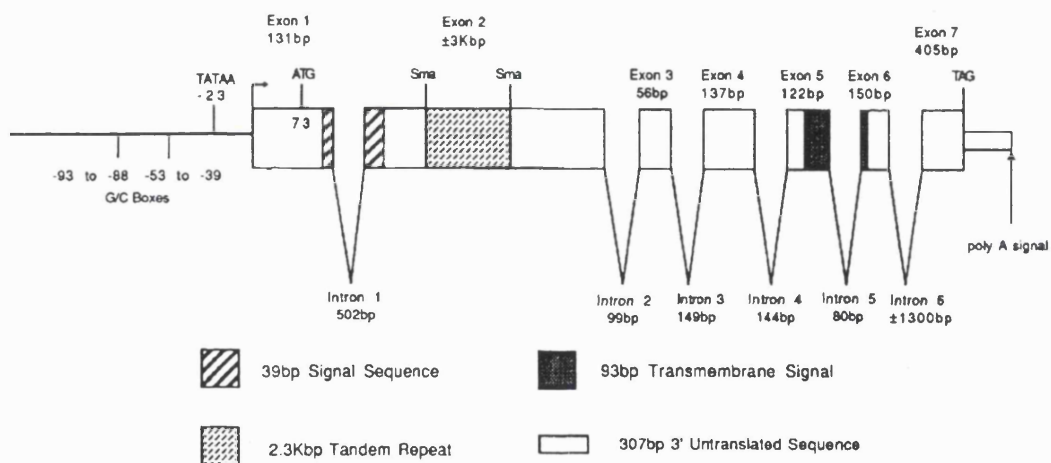 Exon 1
131bp
Exon 2
±3Kbp
Exon 7
405bp
TATAA
-23
ATG
73
Sma
Sma
Exon 3
56bp
Exon 4
137bp
Exon 5
122bp
Exon 6
150bp
TAG
-93 to -88 -53 to -39
G/C Boxes
poly A signal
Intron 1
502bp
Intron 2
99bp
Intron 3
149bp
Intron 4
144bp
Intron 5
80bp
Intron 6
±1300bp
39bp Signal Sequence
93bp Transmembrane Signal
2.3Kbp Tandem Repeat
307bp 3' Untranslated Sequence